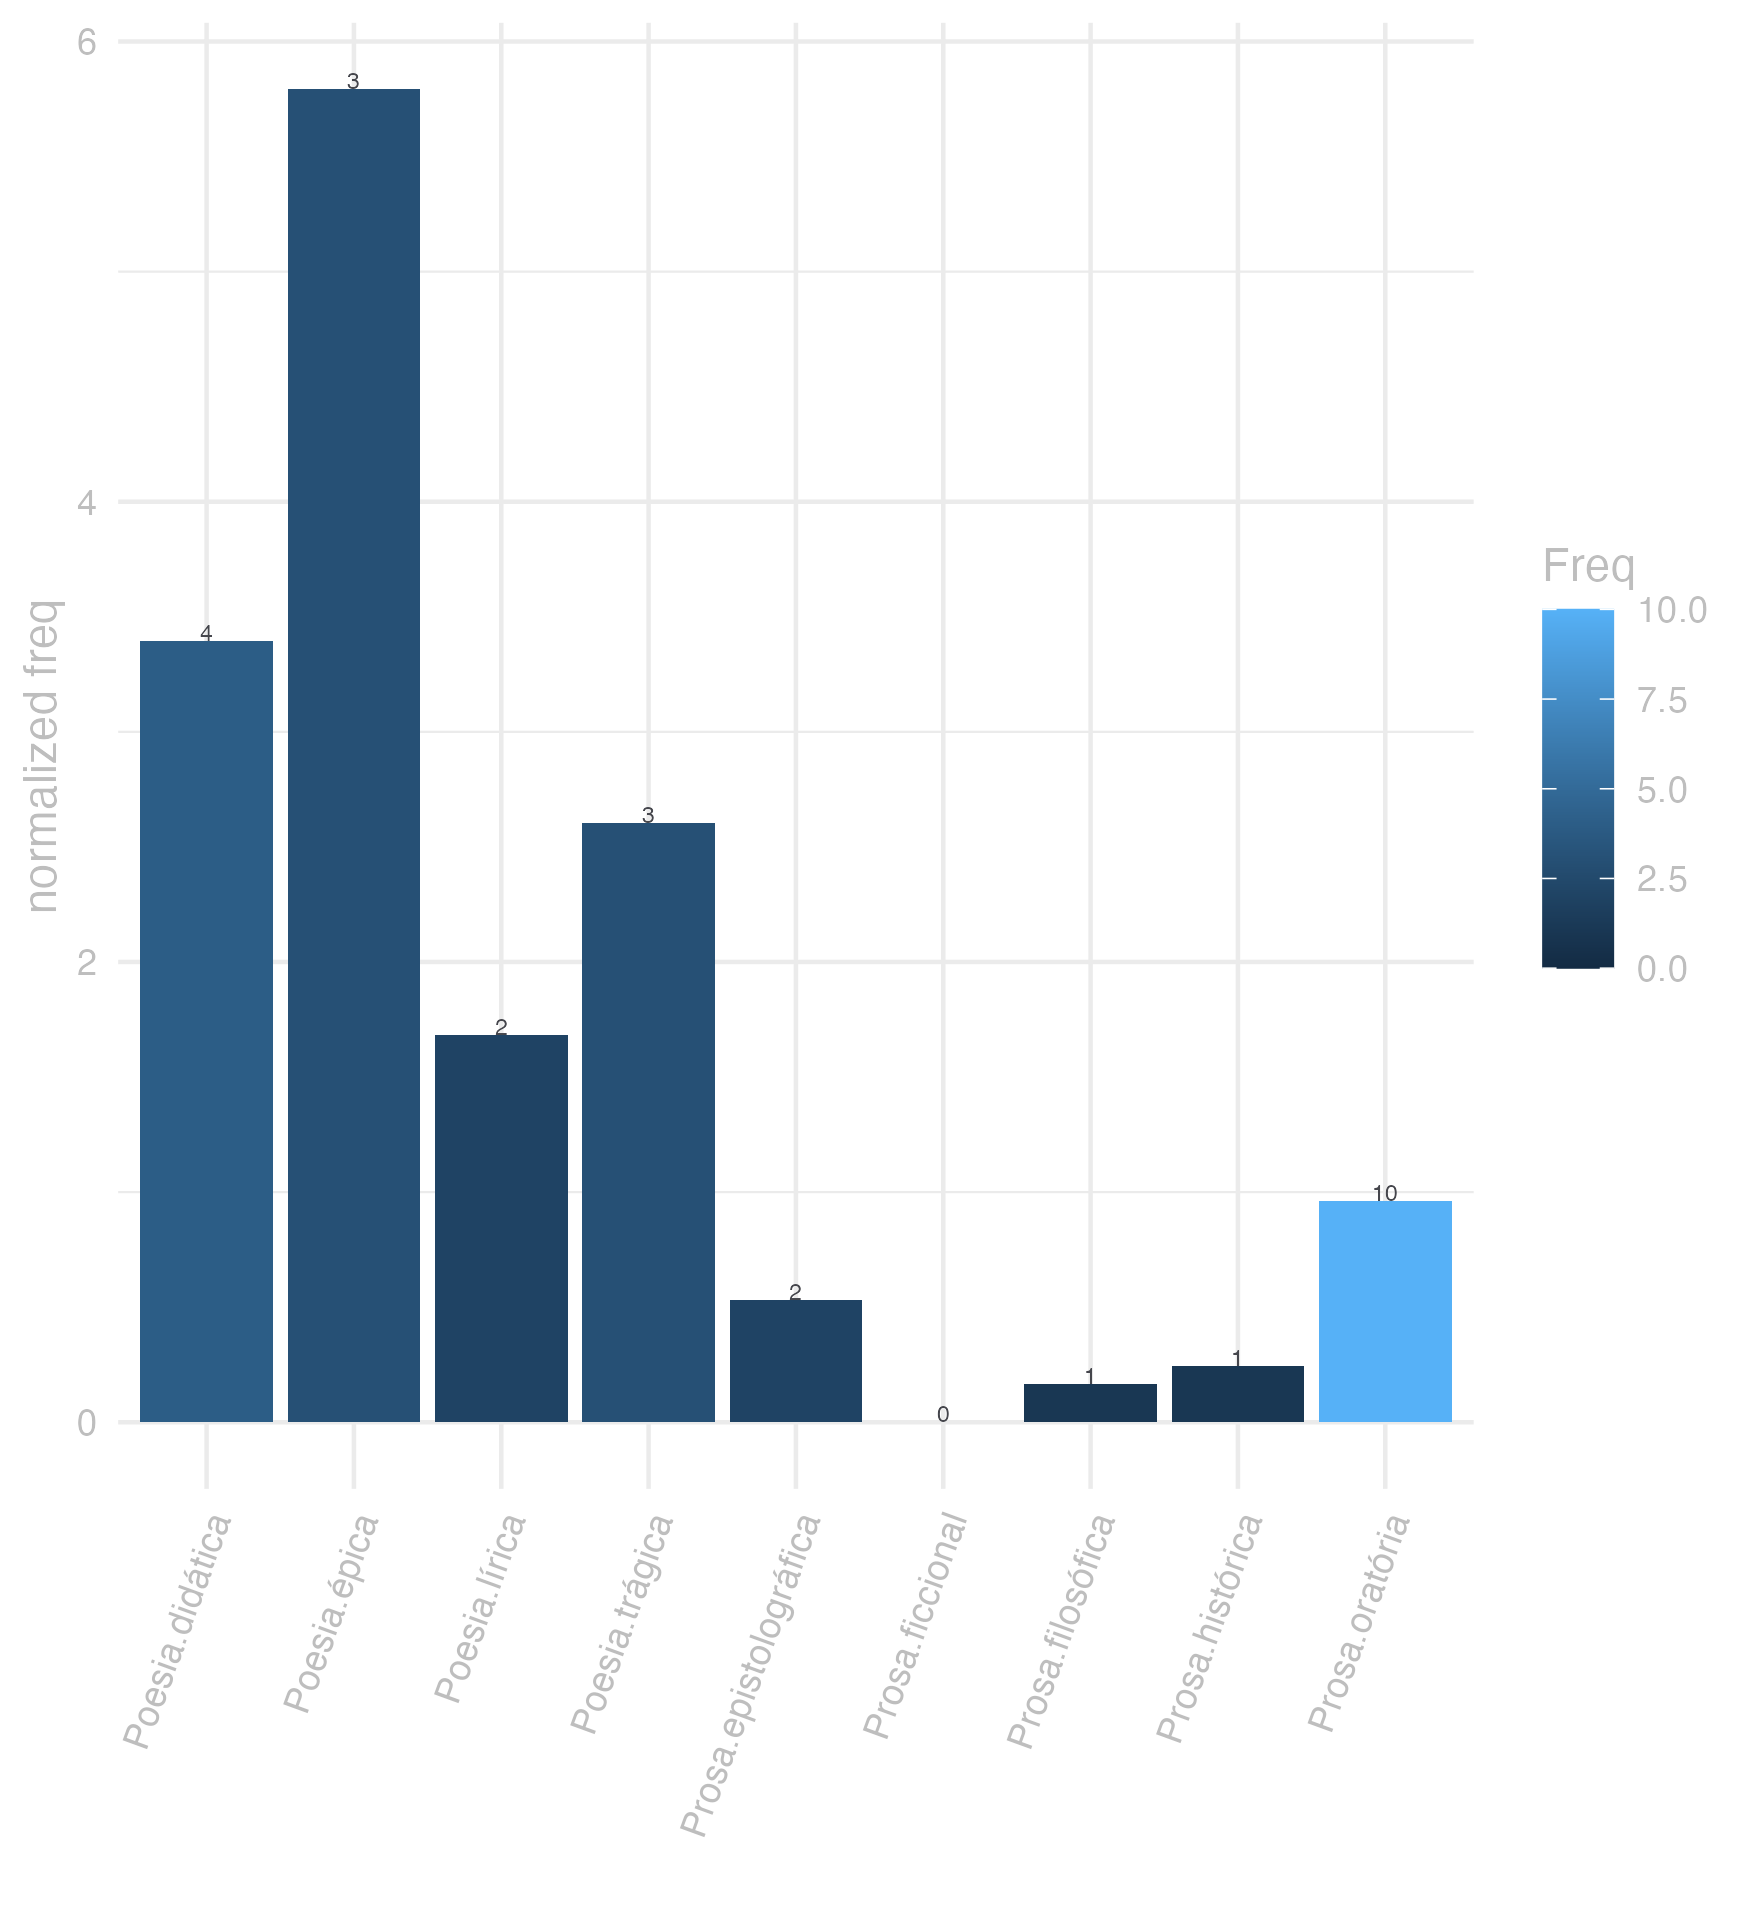 normalized freq
6
4
2
0
4
3
2
3
2
0
1
1
10
Poesia.didática
Poesia.épica
Poesia.lírica
Poesia.trágica
Prosa.epistolográfica
Prosa.ficcional
Prosa.filosófica
Prosa.histórica
Prosa.oratória
Freq
10.0
7.5
5.0
2.5
0.0